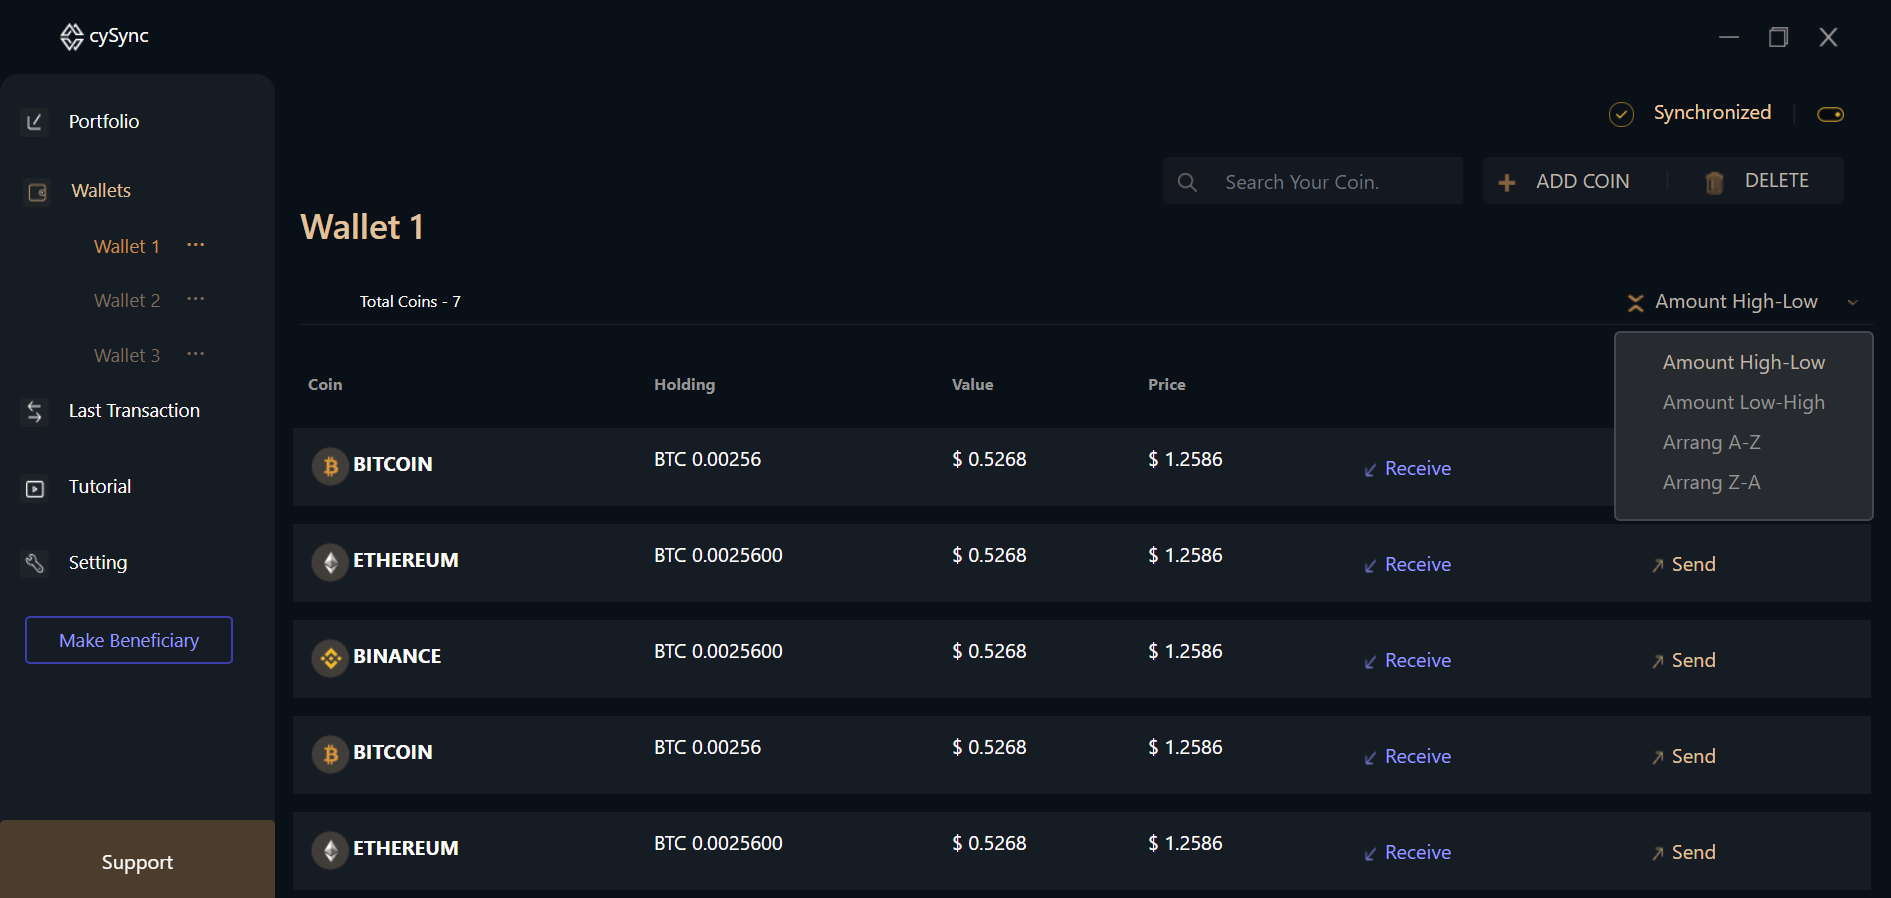 cySync
Portfolio
Wallets
Wallet 1 ...
Wallet 2 ...
Wallet 3 ...
Last Transaction
Tutorial
Setting
Make Beneficiary
Support
Synchronized
Search Your Coin.
ADD COIN
DELETE
Wallet 1
Total Coins - 7
Amount High-Low
Amount High-Low
Amount Low-High
Arrang A-Z
Arrang Z-A
Coin Holding Value Price
BITCOIN BTC 0.00256 $ 0.5268 $ 1.2586 Receive
ETHEREUM BTC 0.0025600 $ 0.5268 $ 1.2586 Receive Send
BINANCE BTC 0.0025600 $ 0.5268 $ 1.2586 Receive Send
BITCOIN BTC 0.00256 $ 0.5268 $ 1.2586 Receive Send
ETHEREUM BTC 0.0025600 $ 0.5268 $ 1.2586 Receive Send